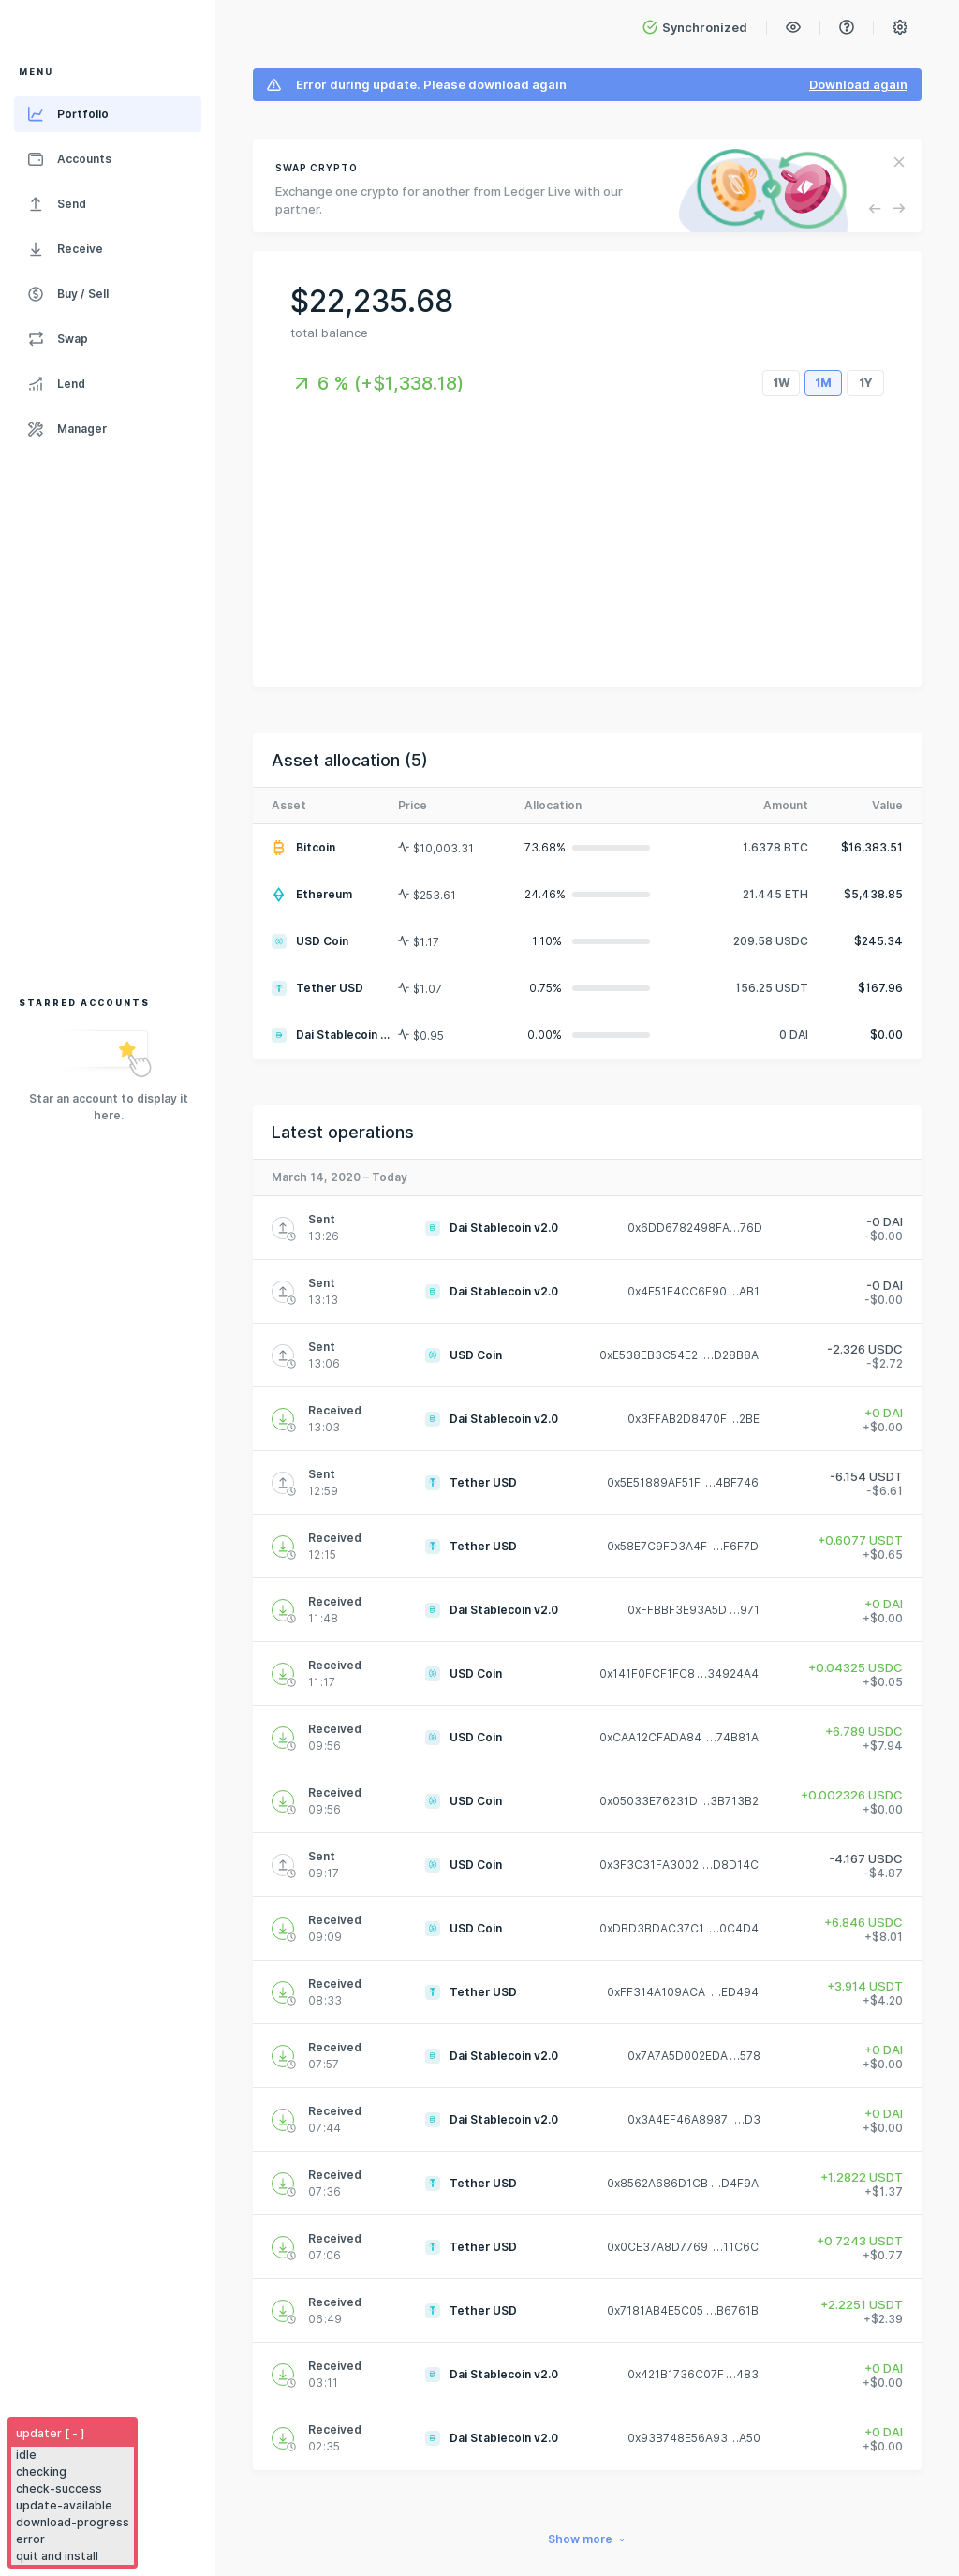 Synchronized
MENU
Portfolio
Accounts
Send
Receive
Buy / Sell
Swap
Lend
Manager
STARRED ACCOUNTS
Star an account to display it
here.
updater [ - ]
idle
checking
check-success
update-available
download-progress
error
quit and install
Error during update. Please download again Download again
SWAP CRYPTO
Exchange one crypto for another from Ledger Live with our
partner.
$22,235.68
total balance
6 % (+$1,338.18) 1W 1M 1Y
Asset allocation (5)
Asset Price Allocation Amount Value
Bitcoin $10,003.31 73.68% 1.6378 BTC $16,383.51
Ethereum $253.61 24.46% 21.445 ETH $5,438.85
USD Coin $1.17 1.10% 209.58 USDC $245.34
Tether USD $1.07 0.75% 156.25 USDT $167.96
Dai Stablecoin ... $0.95 0.00% 0 DAI $0.00
Latest operations
March 14, 2020 – Today
Sent Dai Stablecoin v2.0 0x6DD6782498FA…76D -0 DAI
13:26 -$0.00
Sent Dai Stablecoin v2.0 0x4E51F4CC6F90…AB1 -0 DAI
13:13 -$0.00
Sent USD Coin 0xE538EB3C54E2 …D28B8A -2.326 USDC
13:06 -$2.72
Received Dai Stablecoin v2.0 0x3FFAB2D8470F…2BE +0 DAI
13:03 +$0.00
Sent Tether USD 0x5E51889AF51F …4BF746 -6.154 USDT
12:59 -$6.61
Received Tether USD 0x58E7C9FD3A4F …F6F7D +0.6077 USDT
12:15 +$0.65
Received Dai Stablecoin v2.0 0xFFBBF3E93A5D…971 +0 DAI
11:48 +$0.00
Received USD Coin 0x141F0FCF1FC8…34924A4 +0.04325 USDC
11:17 +$0.05
Received USD Coin 0xCAA12CFADA84 …74B81A +6.789 USDC
09:56 +$7.94
Received USD Coin 0x05033E76231D…3B713B2 +0.002326 USDC
09:56 +$0.00
Sent USD Coin 0x3F3C31FA3002 …D8D14C -4.167 USDC
09:17 -$4.87
Received USD Coin 0xDBD3BDAC37C1 …0C4D4 +6.846 USDC
09:09 +$8.01
Received Tether USD 0xFF314A109ACA …ED494 +3.914 USDT
08:33 +$4.20
Received Dai Stablecoin v2.0 0x7A7A5D002EDA…578 +0 DAI
07:57 +$0.00
Received Dai Stablecoin v2.0 0x3A4EF46A8987 …D3 +0 DAI
07:44 +$0.00
Received Tether USD 0x8562A686D1CB…D4F9A +1.2822 USDT
07:36 +$1.37
Received Tether USD 0x0CE37A8D7769 …11C6C +0.7243 USDT
07:06 +$0.77
Received Tether USD 0x7181AB4E5C05…B6761B +2.2251 USDT
06:49 +$2.39
Received Dai Stablecoin v2.0 0x421B1736C07F…483 +0 DAI
03:11 +$0.00
Received Dai Stablecoin v2.0 0x93B748E56A93…A50 +0 DAI
02:35 +$0.00
Show more